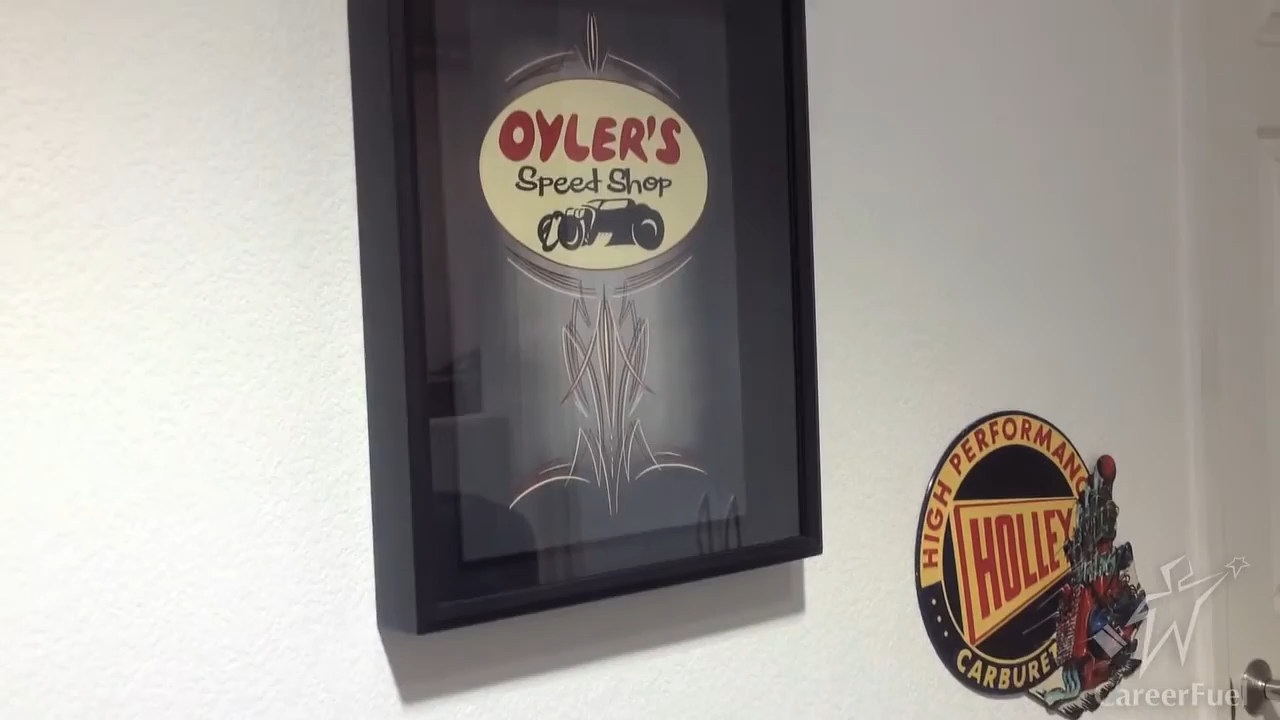 OYLER'S
Speed Shop
HIGH PERFORMANC
HOLLEY
CARBURET
CareerFuel